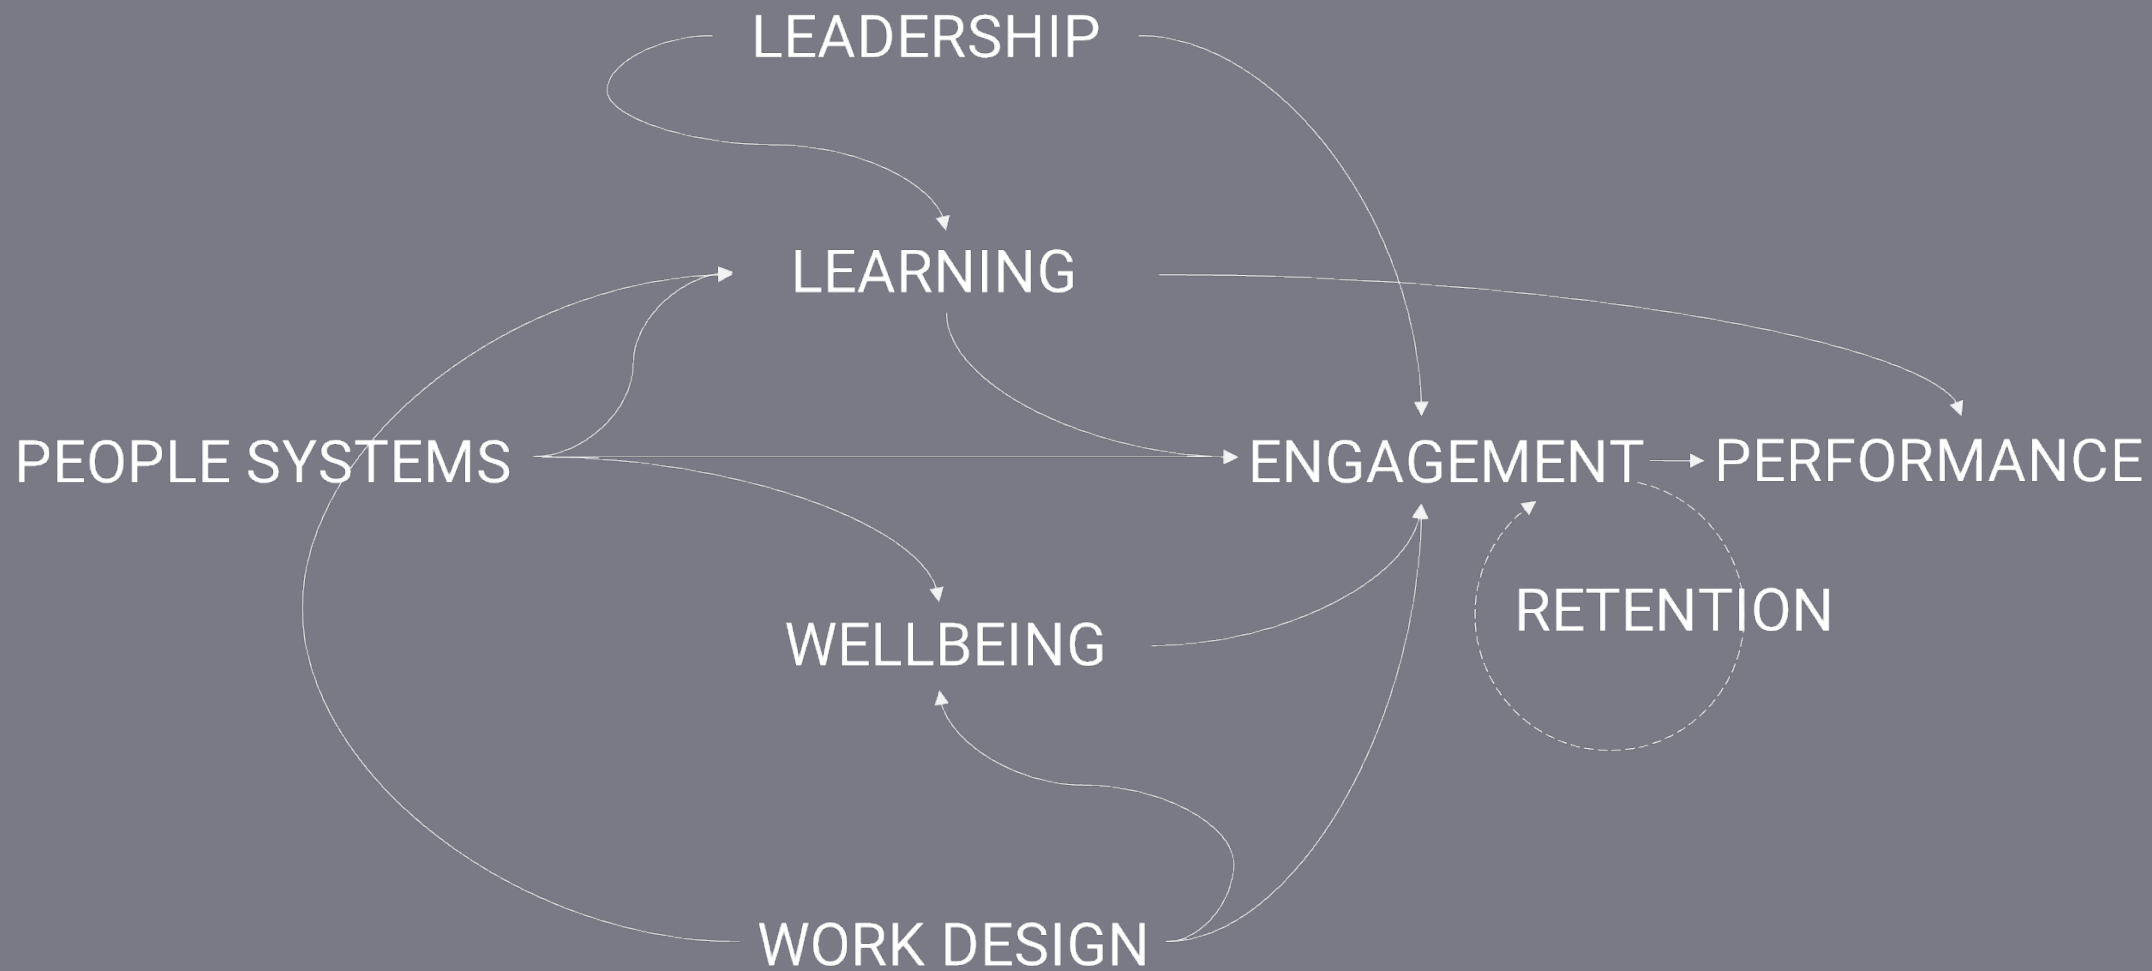 LEADERSHIP
LEARNING
PEOPLE SYSTEMS
ENGAGEMENT
PERFORMANCE
RETENTION
WELLBEING
WORK DESIGN